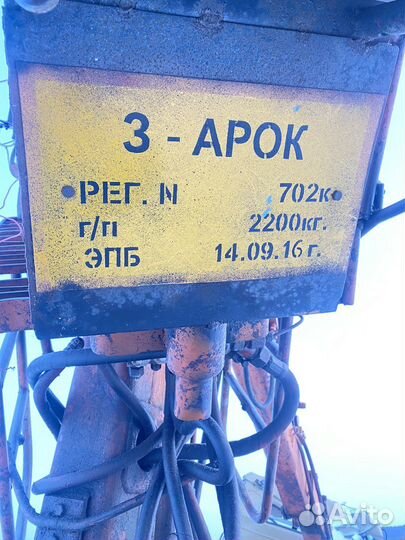 3 - АРОК
РЕГ. N 702к
г/п 2200кг.
ЭПБ 14.09.16 г.
Avito